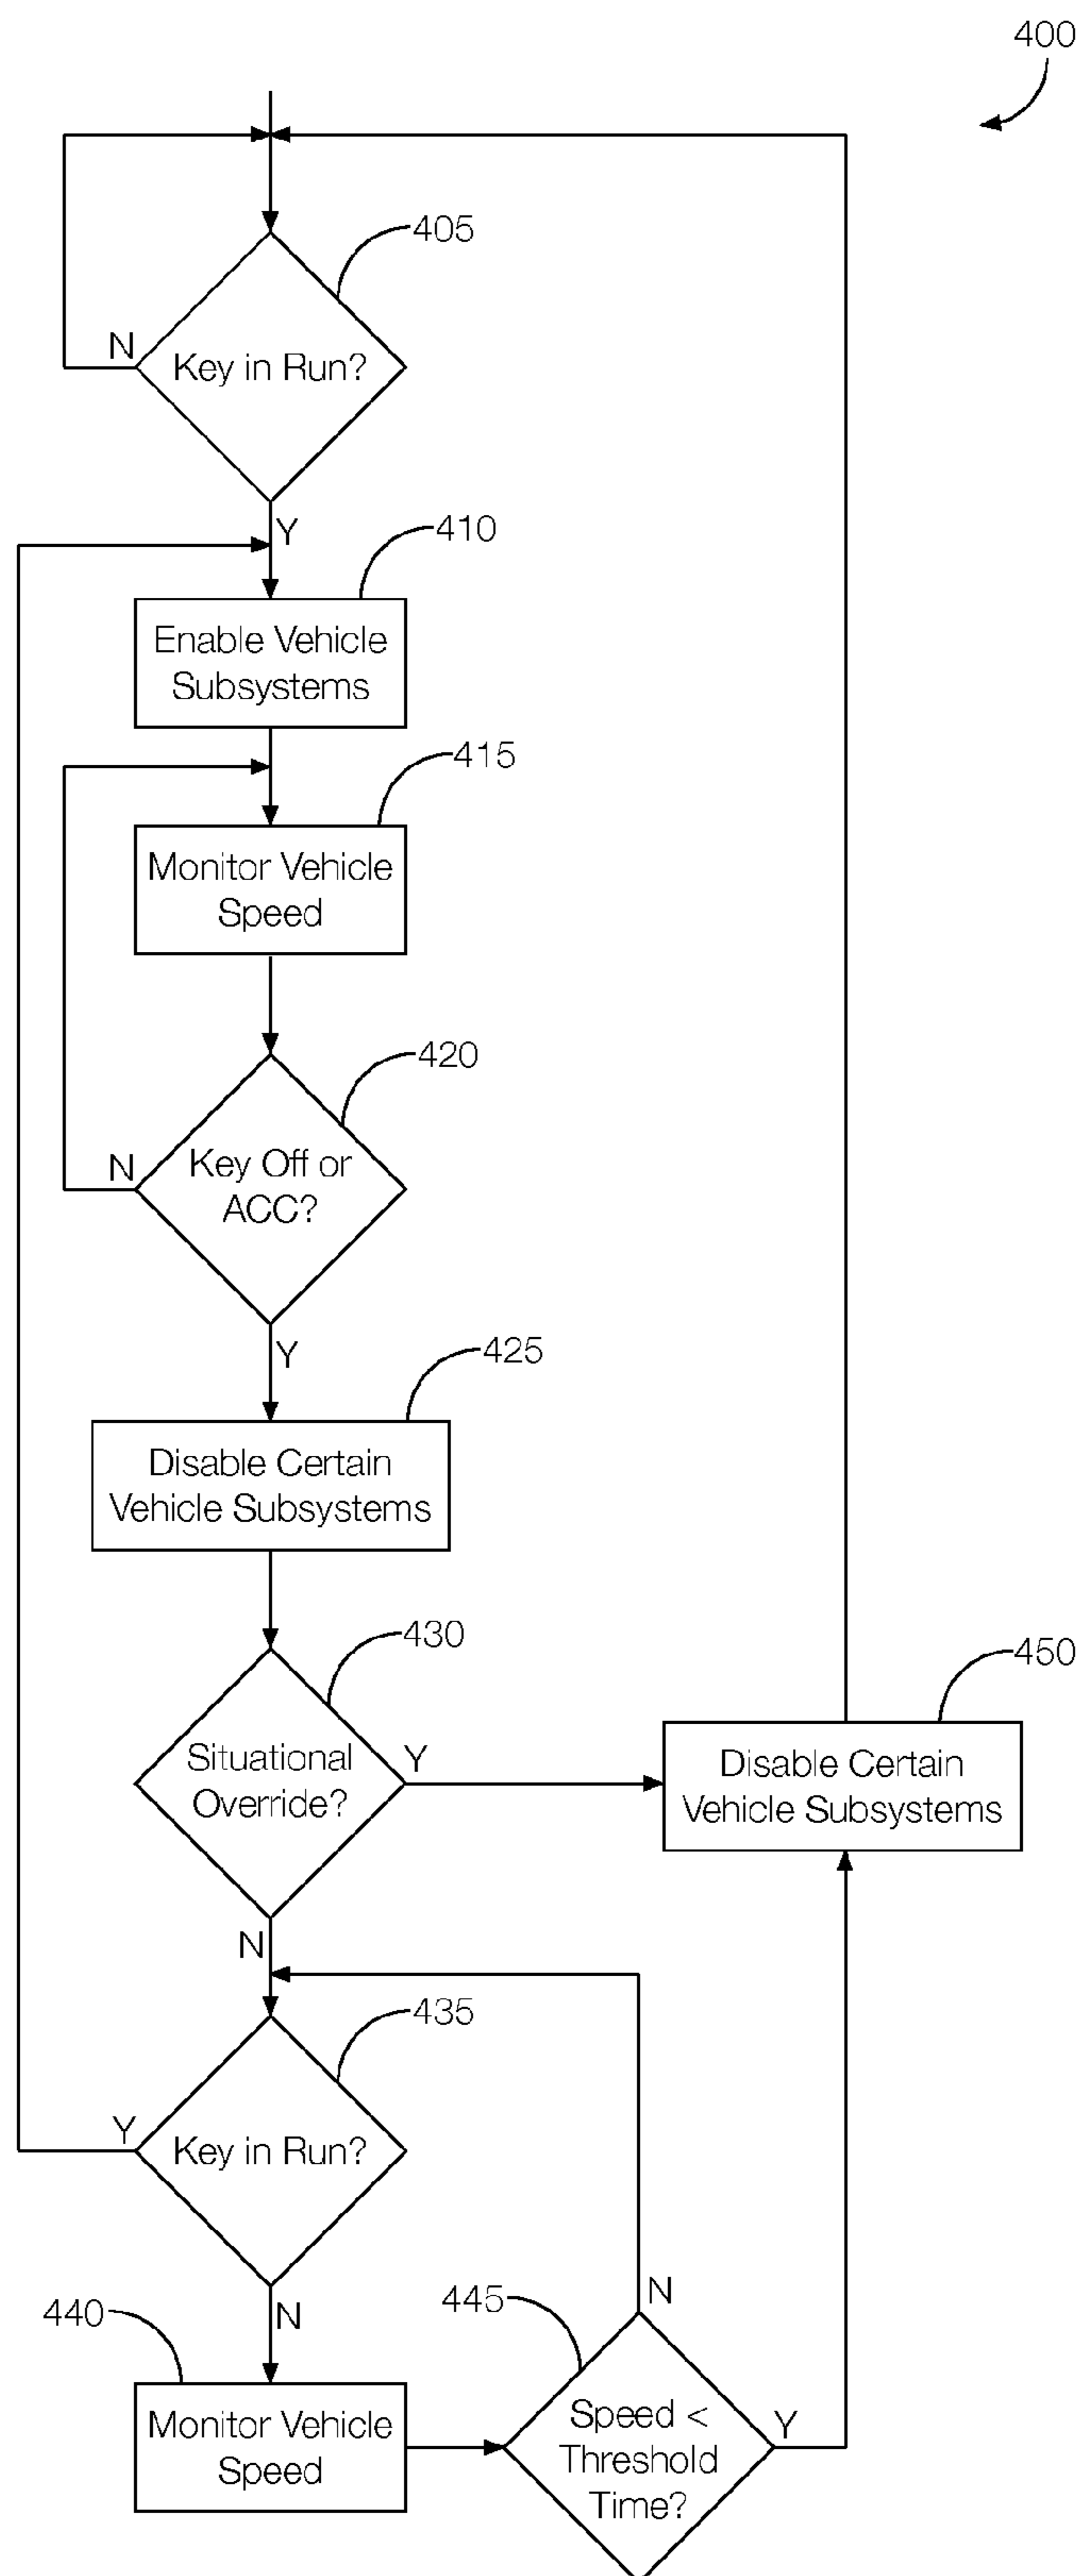 400
405
N
Key in Run?
Y
410
Enable Vehicle
Subsystems
415
Monitor Vehicle
Speed
420
N
Key Off or
ACC?
Y
425
Disable Certain
Vehicle Subsystems
430
Situational
Override?
Y
450
Disable Certain
Vehicle Subsystems
N
435
Y
Key in Run?
N
440
Monitor Vehicle
Speed
445
N
Speed <
Threshold
Time?
Y